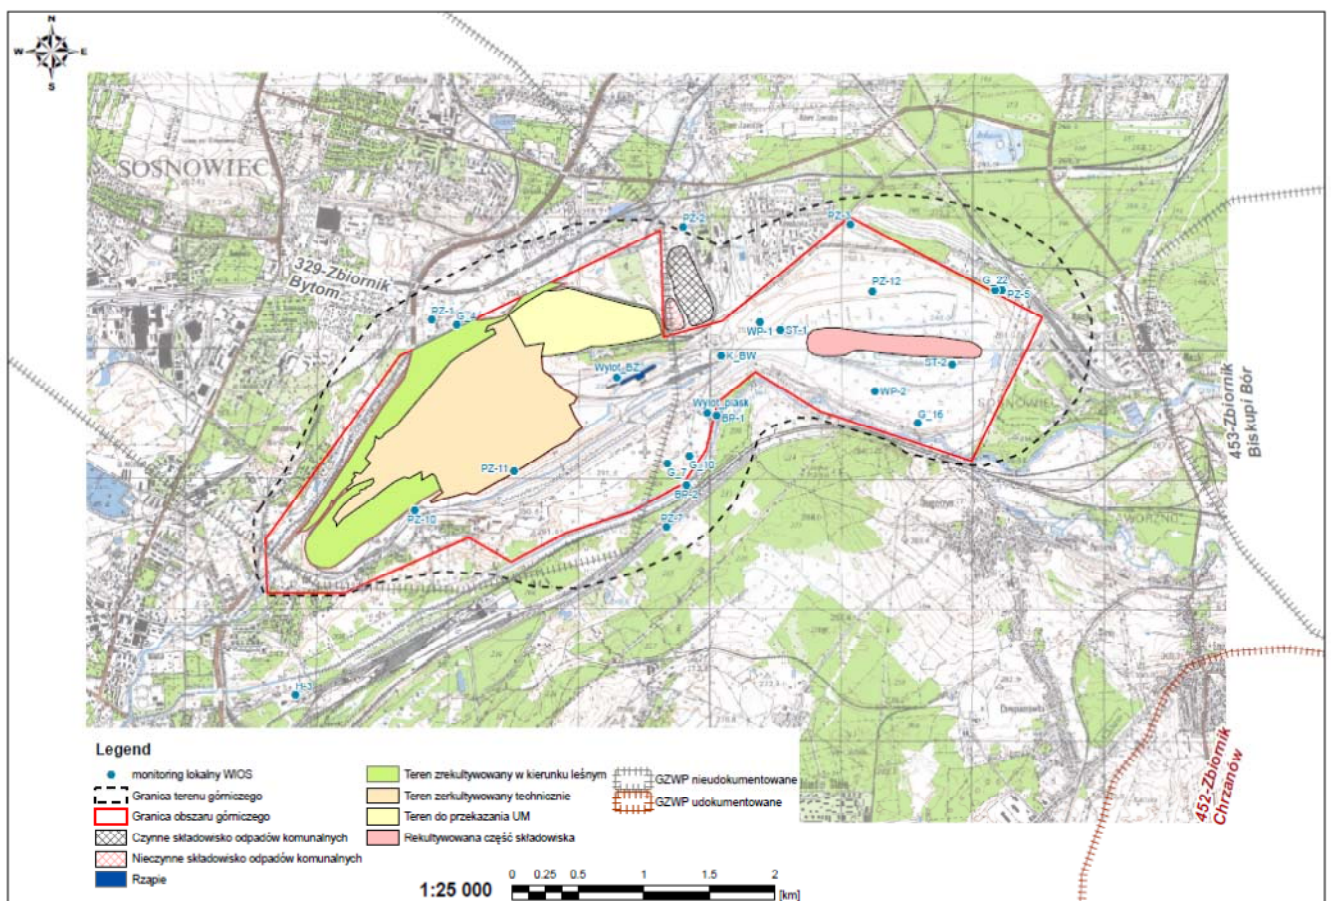 N
W E
S
SOSNOWIEC
329-Zbiornik
Bytom
PZ-2
PZ-3
PZ-12
G_22
PZ-5
PZ-1
G_4
WP-1
ST-1
K_BW
ST-2
Wylot_BZ
WP-2
Wylot_piask
BP-1
G_16
SOSNOWIEC
G_10
G_7
PZ-11
BP-2
PZ-10
PZ-7
H-3
JAWORZNO
453-Zbiornik
Biskupi Bór
452-Zbiornik
Chrzanów
Legend
monitoring lokalny WIOS
Granica terenu górniczego
Granica obszaru górniczego
Czynne składowisko odpadów komunalnych
Nieczynne składowisko odpadów komunalnych
Rzapie
Teren zrekultywowany w kierunku leśnym
Teren zerkultywowany technicznie
Teren do przekazania UM
Rekultywowana część składowiska
GZWP nieudokumentowane
GZWP udokumentowane
1:25 000
0 0.25 0.5 1 1.5 2
[km]